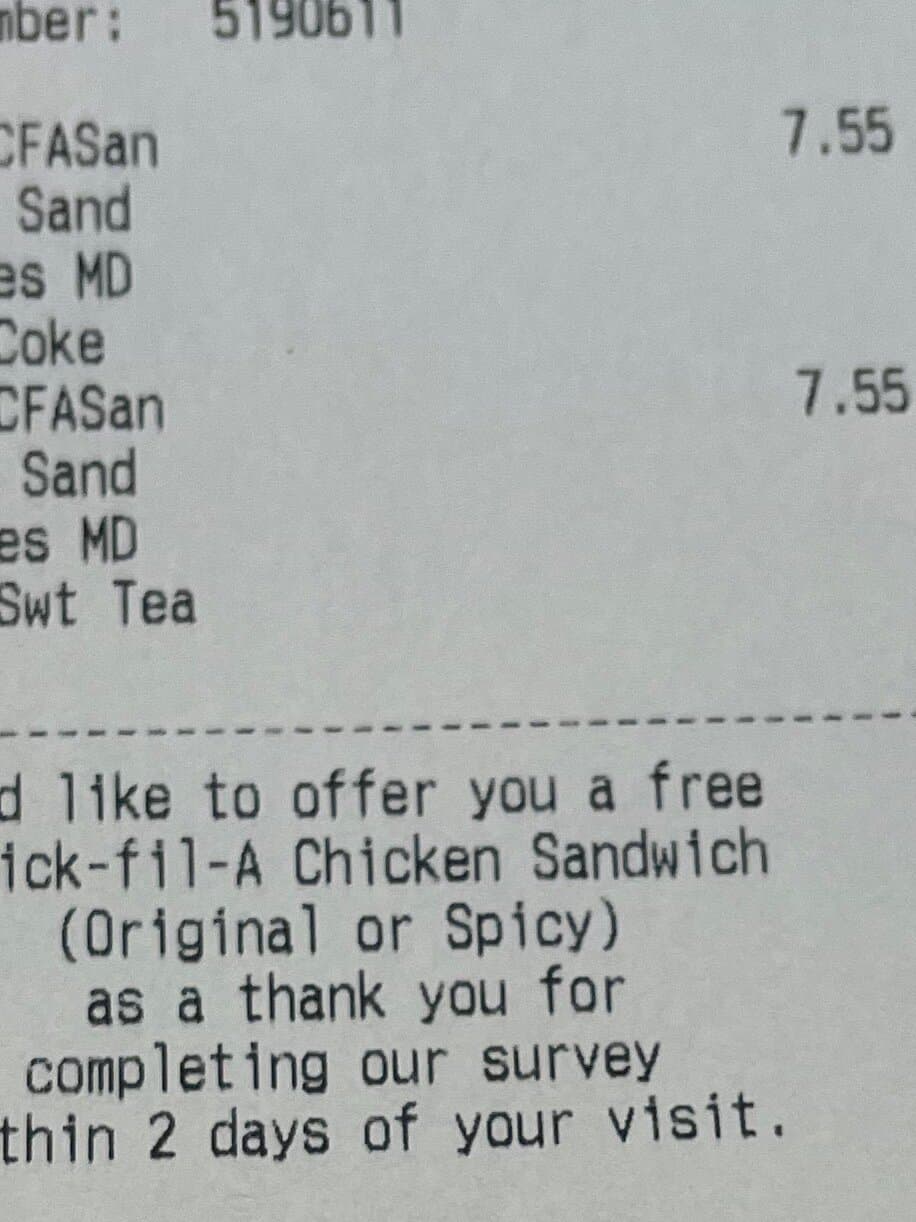 mber: 5190611
CFASan 7.55
Sand
es MD
Coke
CFASan 7.55
Sand
es MD
Swt Tea
d like to offer you a free
ick-fil-A Chicken Sandwich
(Original or Spicy)
as a thank you for
completing our survey
thin 2 days of your visit.